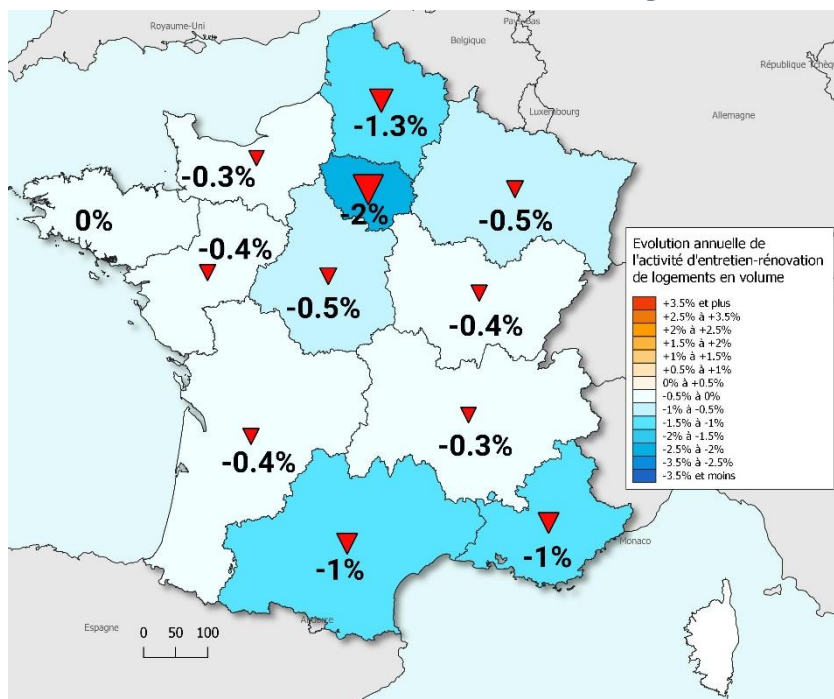 Royaume-Uni
Pays-Bas
Belgique
République Tchèque
Luxembourg
Allemagne
-1.3%
-0.3%
-2%
-0.5%
0%
-0.4%
-0.5%
-0.4%
-0.4%
-0.3%
-1%
-1%
Monaco
Espagne
Andorre
0 50 100
Evolution annuelle de
l'activité d'entretien-rénovation
de logements en volume
+3.5% et plus
+2.5% à +3.5%
+2% à +2.5%
+1.5% à +2%
+1% à +1.5%
+0.5% à +1%
0% à +0.5%
-0.5% à 0%
-1% à -0.5%
-1.5% à -1%
-2% à -1.5%
-2.5% à -2%
-3.5% à -2.5%
-3.5% et moins